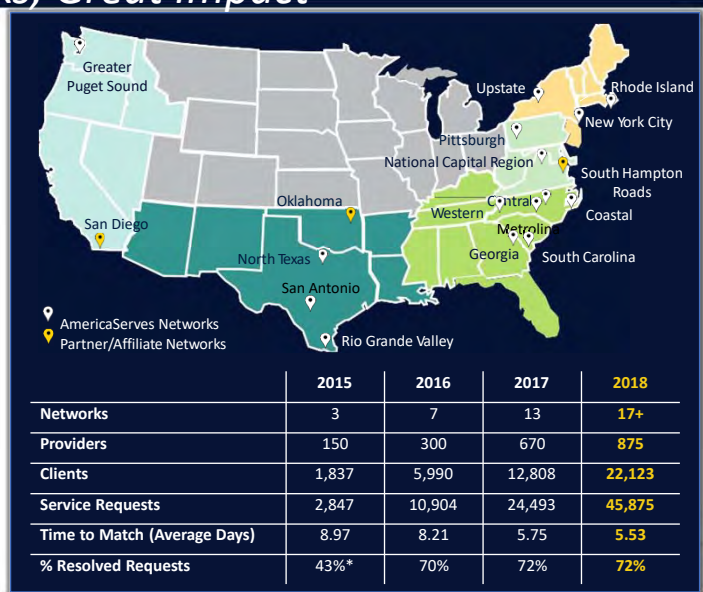 Great Impact
Greater
Puget Sound
Upstate
Rhode Island
New York City
Pittsburgh
National Capital Region
South Hampton
Roads
Oklahoma
Central
Western
Coastal
San Diego
Metrolina
North Texas
Georgia
South Carolina
San Antonio
AmericaServes Networks
Partner/Affiliate Networks
Rio Grande Valley
2015 2016 2017 2018
Networks 3 7 13 17+
Providers 150 300 670 875
Clients 1,837 5,990 12,808 22,123
Service Requests 2,847 10,904 24,493 45,875
Time to Match (Average Days) 8.97 8.21 5.75 5.53
% Resolved Requests 43%* 70% 72% 72%